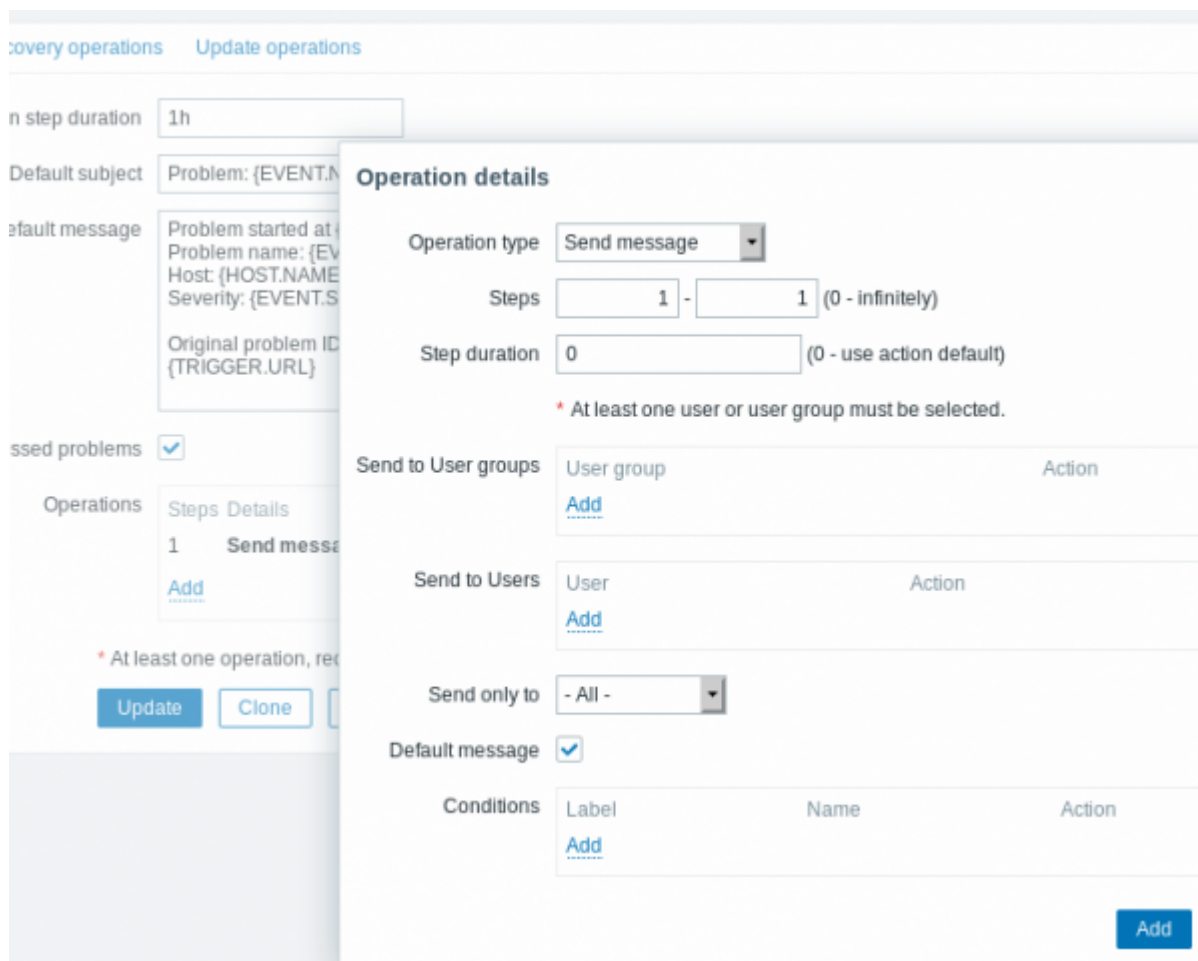 covery operations Update operations
n step duration 1h
Default subject Problem: {EVENT.N
efault message Problem started at {
Problem name: {EV
Host: {HOST.NAME
Severity: {EVENT.S
Original problem ID
{TRIGGER.URL}
ssed problems
Operations Steps Details
1 Send messa
Add
* At least one operation, rec
Update Clone
Operation details
Operation type Send message
Steps 1 - 1 (0 - infinitely)
Step duration 0 (0 - use action default)
* At least one user or user group must be selected.
Send to User groups User group Action
Add
Send to Users User Action
Add
Send only to - All -
Default message
Conditions Label Name Action
Add
Add